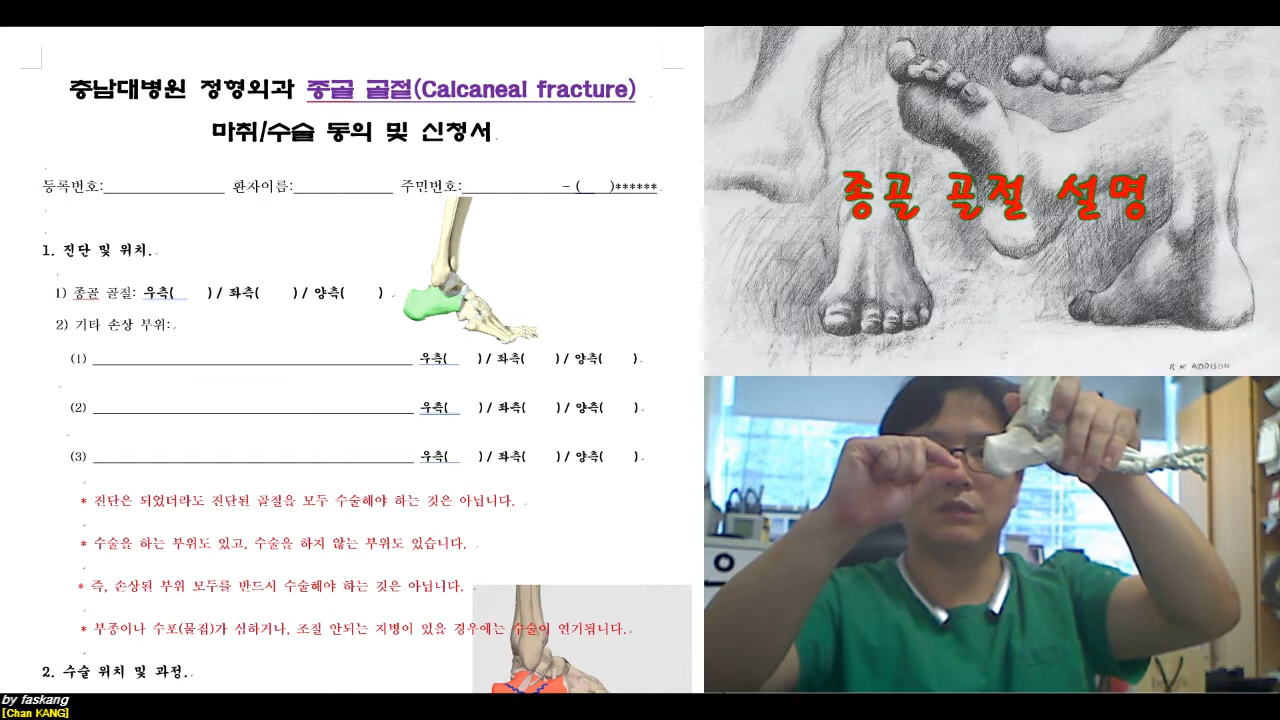 충남대병원 정형외과 종골 골절(Calcaneal fracture)
마취/수술 동의 및 신청서
등록번호: 환자이름: 주민번호: - ( )******
1. 진단 및 위치.
1) 종골 골절: 우측( ) / 좌측( ) / 양측( )
2) 기타 손상 부위:
(1) 우측( ) / 좌측( ) / 양측( )
(2) 우측( ) / 좌측( ) / 양측( )
(3) 우측( ) / 좌측( ) / 양측( )
* 진단은 되었더라도 진단된 골절을 모두 수술해야 하는 것은 아닙니다.
* 수술을 하는 부위도 있고, 수술을 하지 않는 부위도 있습니다.
* 즉, 손상된 부위 모두를 반드시 수술해야 하는 것은 아닙니다.
* 부종이나 수포(물집)가 심하거나, 조절 안되는 지병이 있을 경우에는 수술이 연기됩니다.
2. 수술 위치 및 과정.
by faskang
[Chan KANG]
종골 골절 설명
R K ADDISON